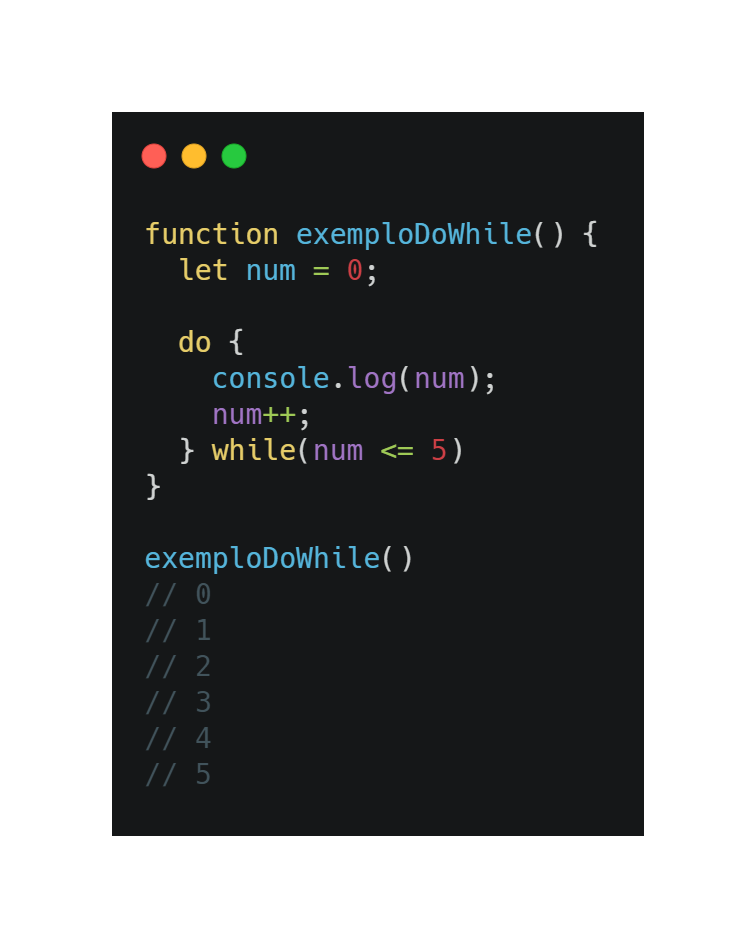 function exemploDoWhile() {
  let num = 0;

  do {
    console.log(num);
    num++;
  } while(num <= 5)
}

exemploDoWhile()
// 0
// 1
// 2
// 3
// 4
// 5